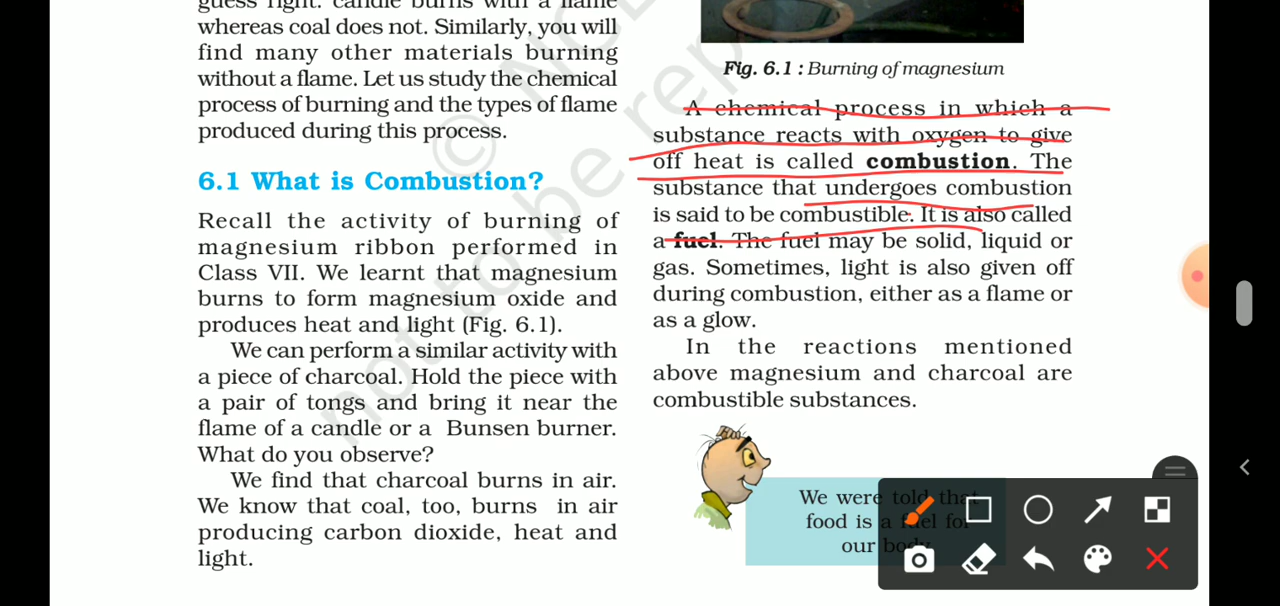 guess right. candle burns with a flame
whereas coal does not. Similarly, you will
find many other materials burning
without a flame. Let us study the chemical
process of burning and the types of flame
produced during this process.
6.1 What is Combustion?
Recall the activity of burning of
magnesium ribbon performed in
Class VII. We learnt that magnesium
burns to form magnesium oxide and
produces heat and light (Fig. 6.1).
We can perform a similar activity with
a piece of charcoal. Hold the piece with
a pair of tongs and bring it near the
flame of a candle or a Bunsen burner.
What do you observe?
We find that charcoal burns in air.
We know that coal, too, burns in air
producing carbon dioxide, heat and
light.
Fig. 6.1 : Burning of magnesium
A chemical process in which a
substance reacts with oxygen to give
off heat is called combustion. The
substance that undergoes combustion
is said to be combustible. It is also called
a fuel. The fuel may be solid, liquid or
gas. Sometimes, light is also given off
during combustion, either as a flame or
as a glow.
In the reactions mentioned
above magnesium and charcoal are
combustible substances.
We were told that
food is a fuel for
our body.
© NC
not to be rep